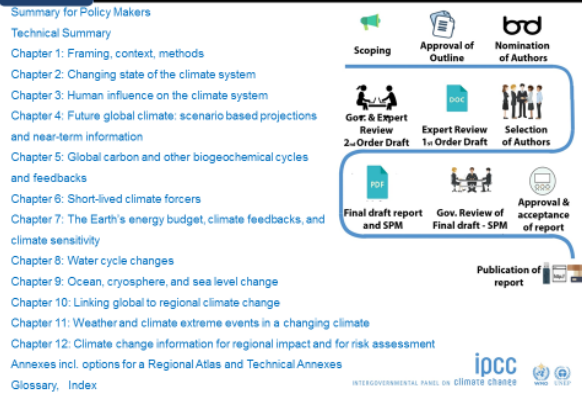 Summary for Policy Makers
Technical Summary
Chapter 1: Framing, context, methods
Chapter 2: Changing state of the climate system
Chapter 3: Human influence on the climate system
Chapter 4: Future global climate: scenario based projections
and near-term information
Chapter 5: Global carbon and other biogeochemical cycles
and feedbacks
Chapter 6: Short-lived climate forcers
Chapter 7: The Earth's energy budget, climate feedbacks, and
climate sensitivity
Chapter 8: Water cycle changes
Chapter 9: Ocean, cryosphere, and sea level change
Chapter 10: Linking global to regional climate change
Chapter 11: Weather and climate extreme events in a changing climate
Chapter 12: Climate change information for regional impact and for risk assessment
Annexes incl. options for a Regional Atlas and Technical Annexes
Glossary, Index
Scoping
Approval of
Outline
Nomination
of Authors
Gov. & Expert
Review
2nd Order Draft
DOC
Expert Review
1st Order Draft
Selection
of Authors
PDF
Final draft report
and SPM
Gov. Review of
Final draft - SPM
Approval &
acceptance
of report
Publication of
report
http://
ipcc
INTERGOVERNMENTAL PANEL ON climate change
WMO
UNEP